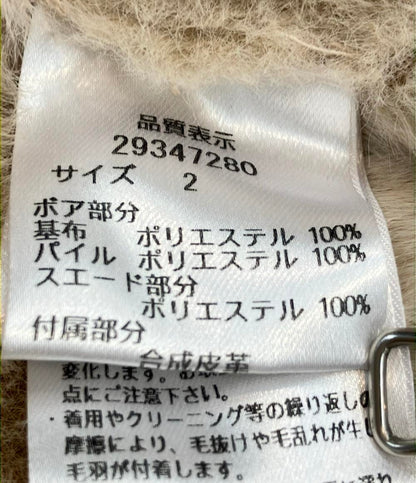 品質表示
29347280
サイズ 2
ボア部分
基布 ポリエステル 100%
パイル ポリエステル 100%
スエード部分
ポリエステル 100%
付属部分
合成皮革
変化します。
点にご注意下さい。
・着用やクリーニング等の繰り返しの
摩擦により、毛抜けや毛乱れが生じ
毛羽が付着します。